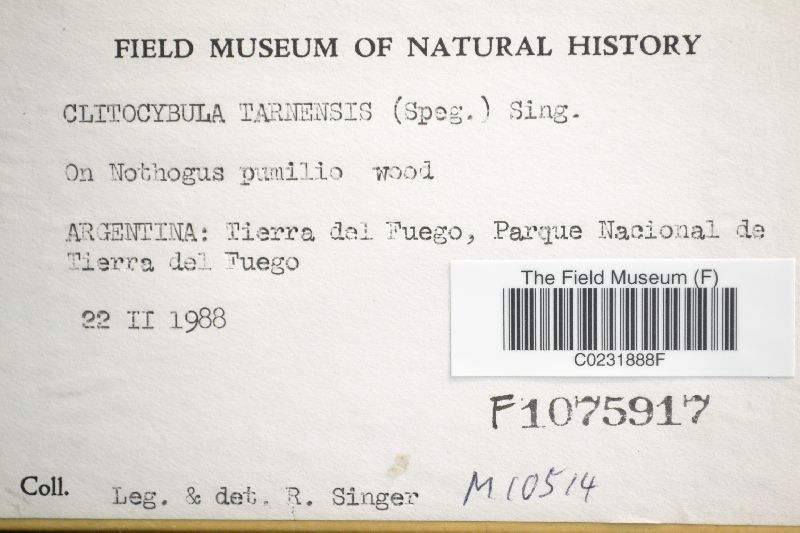 FIELD MUSEUM OF NATURAL HISTORY
CLITOCYBULA TARNENSIS (Speg.) Sing.
On Nothogus pumilio wood
ARGENTINA: Tierra del Fuego, Parque Nacional de
Tierra del Fuego
The Field Museum (F)
22 II 1988
C0231888F
F1075917
Coll. Leg. & det. R. Singer M10514